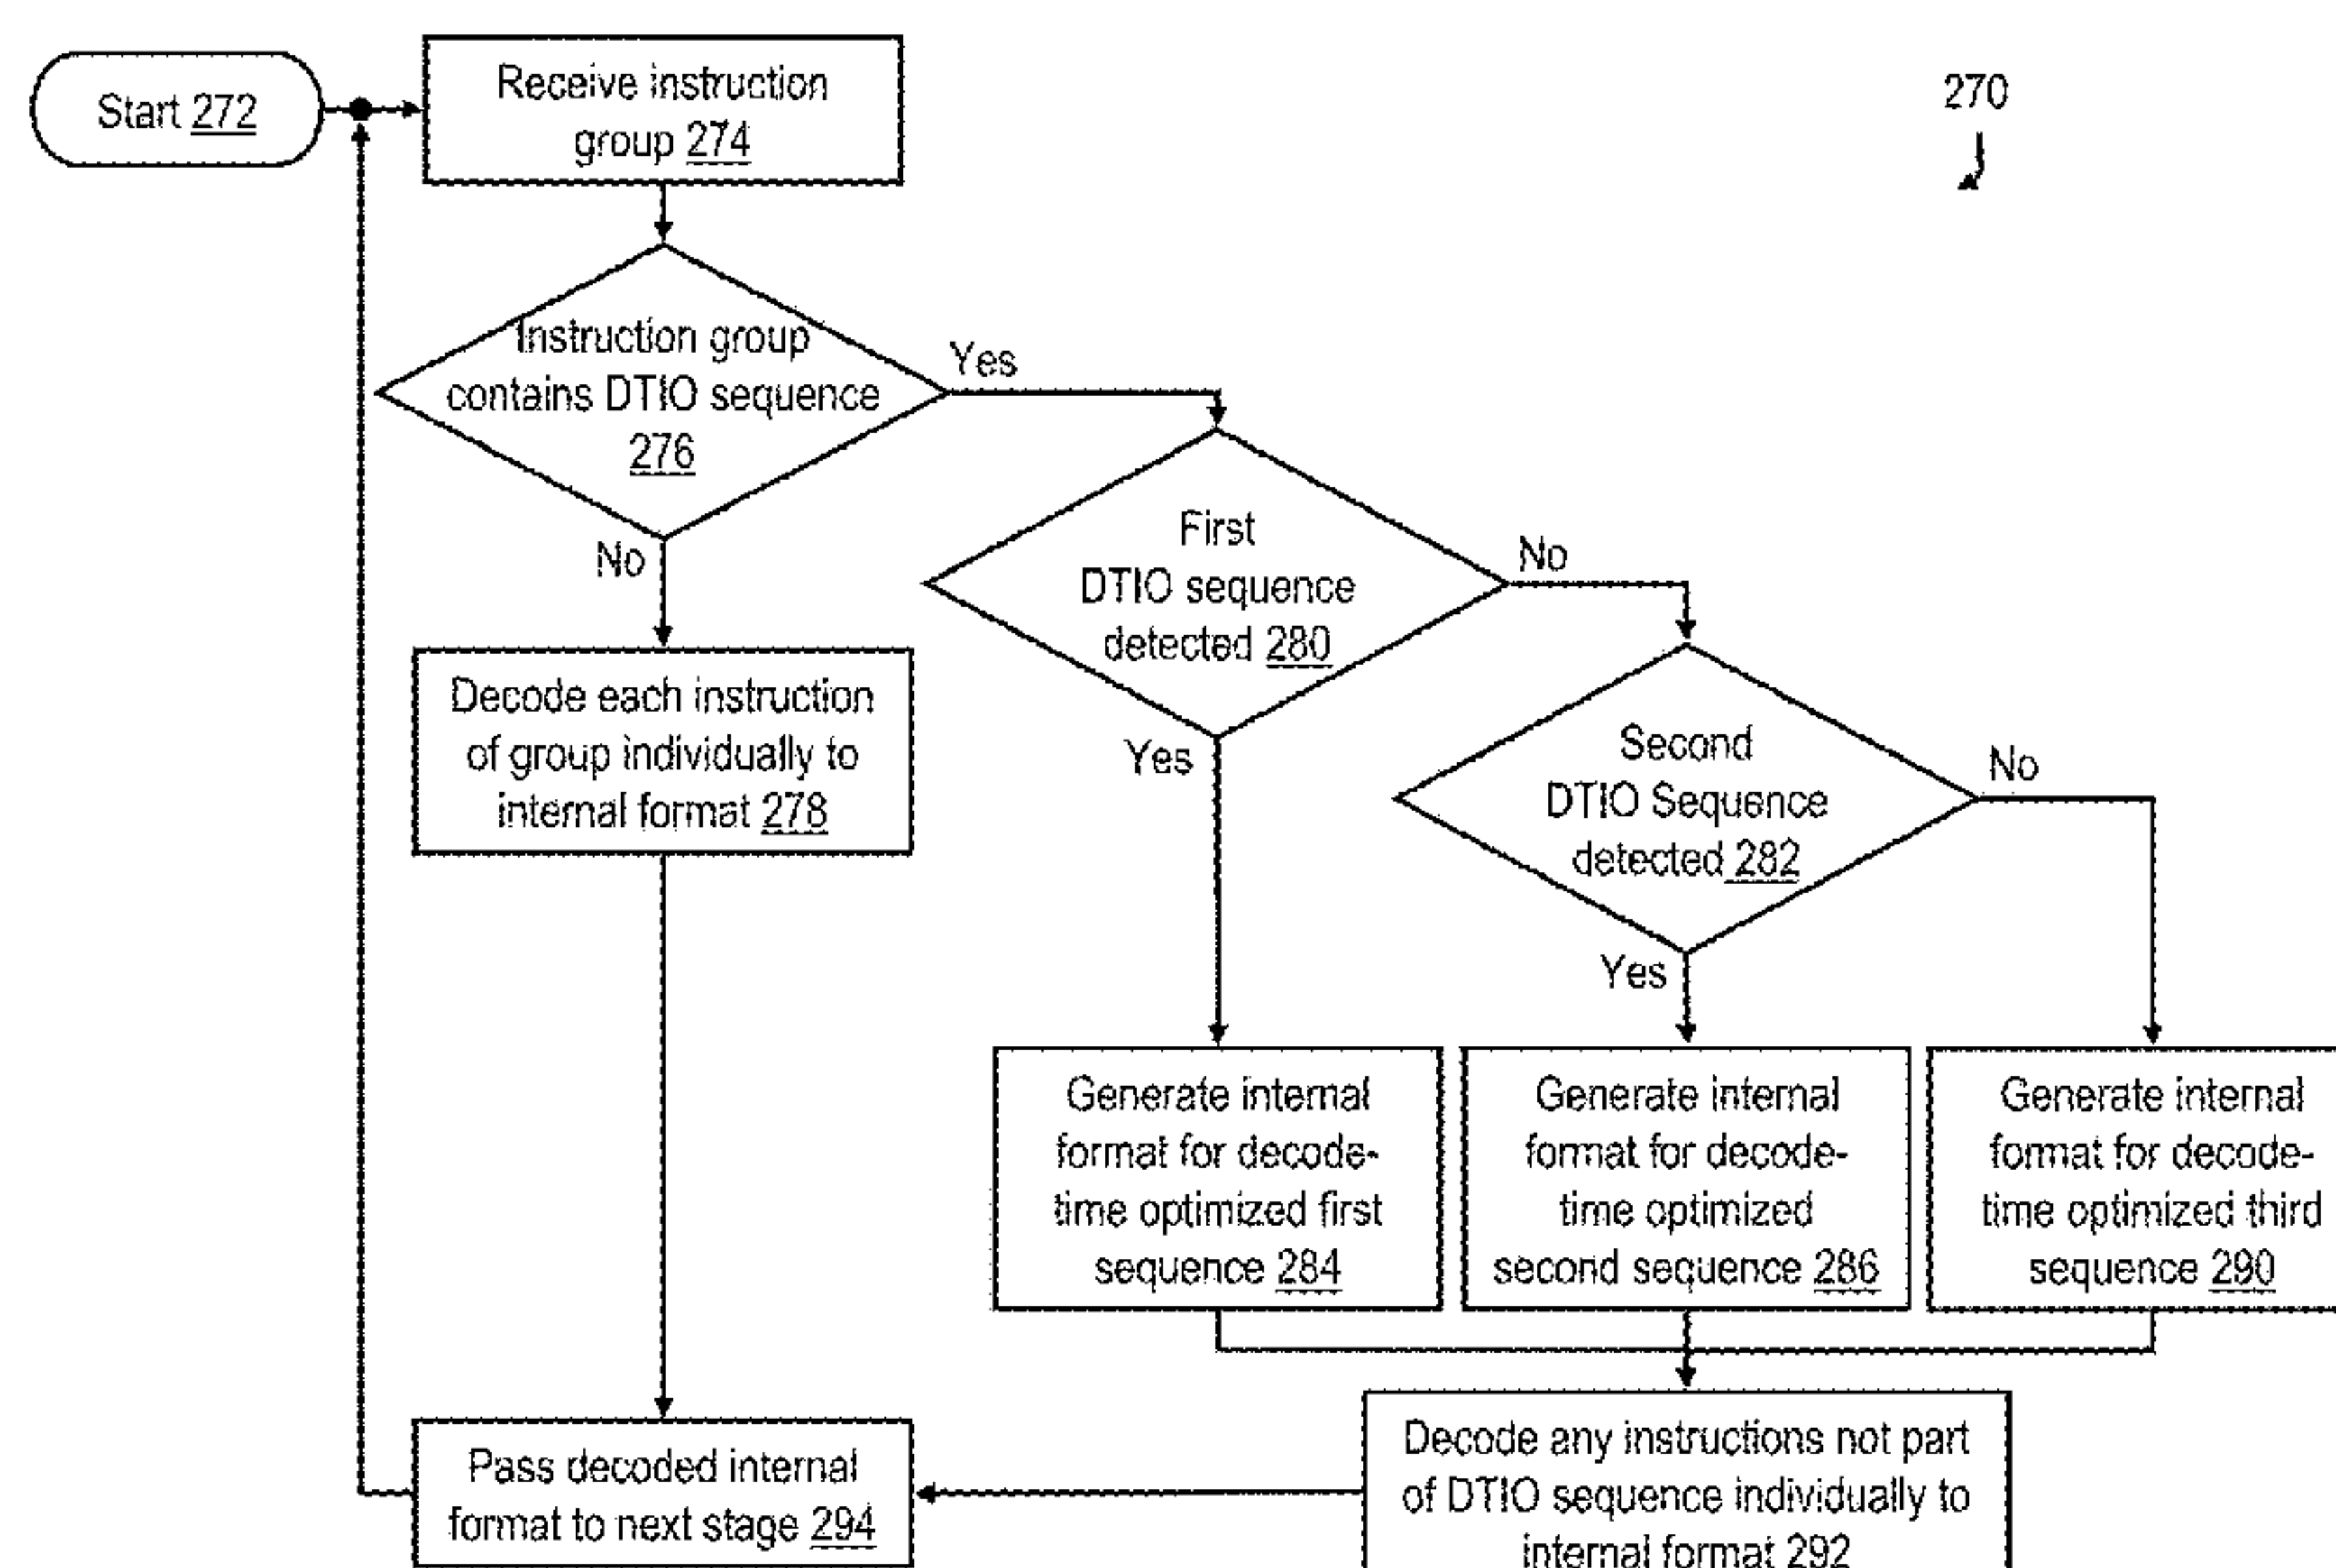 Start 272
Receive instruction
group 274
270
Instruction group
contains DTIO sequence
276
Yes
No
First
DTIO sequence
detected 280
No
Yes
Decode each instruction
of group individually to
internal format 278
Second
DTIO Sequence
detected 282
No
Yes
Generate internal
format for decode-
time optimized first
sequence 284
Generate internal
format for decode-
time optimized
second sequence 286
Generate internal
format for decode-
time optimized third
sequence 290
Pass decoded internal
format to next stage 294
Decode any instructions not part
of DTIO sequence individually to
internal format 292